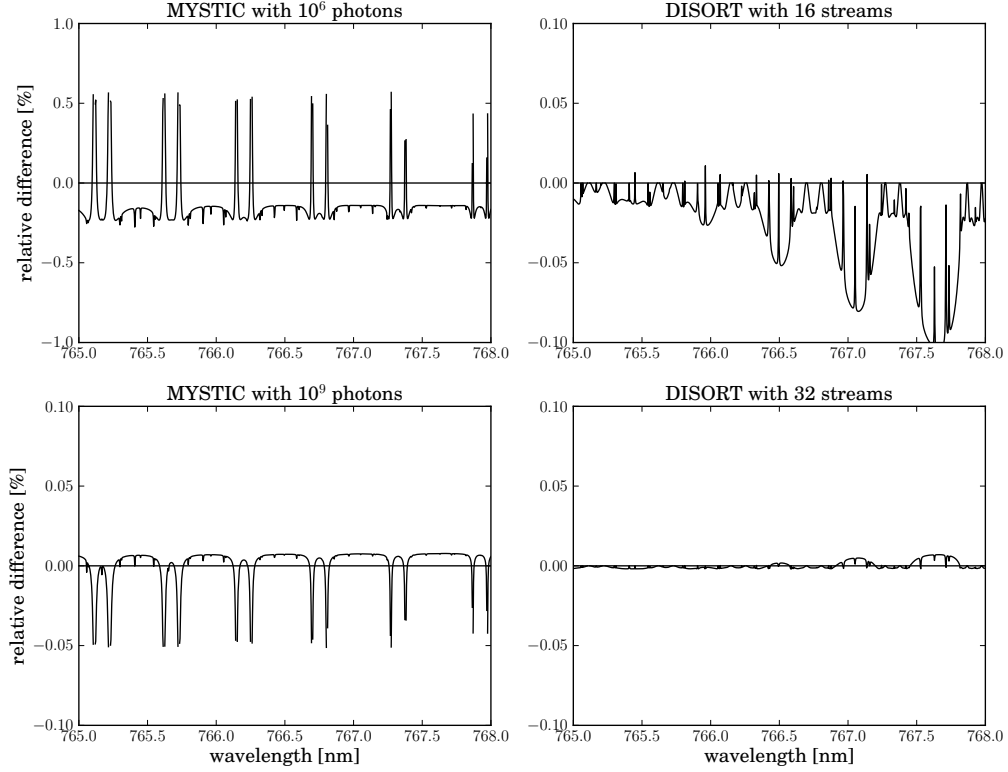 MYSTIC with 10⁶ photons
DISORT with 16 streams
relative difference [%]
1.0
0.5
0.0
−0.5
−1.0
765.0 765.5 766.0 766.5 767.0 767.5 768.0
0.10
0.05
0.00
−0.05
−0.10
765.0 765.5 766.0 766.5 767.0 767.5 768.0
MYSTIC with 10⁹ photons
DISORT with 32 streams
relative difference [%]
0.10
0.05
0.00
−0.05
−0.10
765.0 765.5 766.0 766.5 767.0 767.5 768.0
wavelength [nm]
0.10
0.05
0.00
−0.05
−0.10
765.0 765.5 766.0 766.5 767.0 767.5 768.0
wavelength [nm]